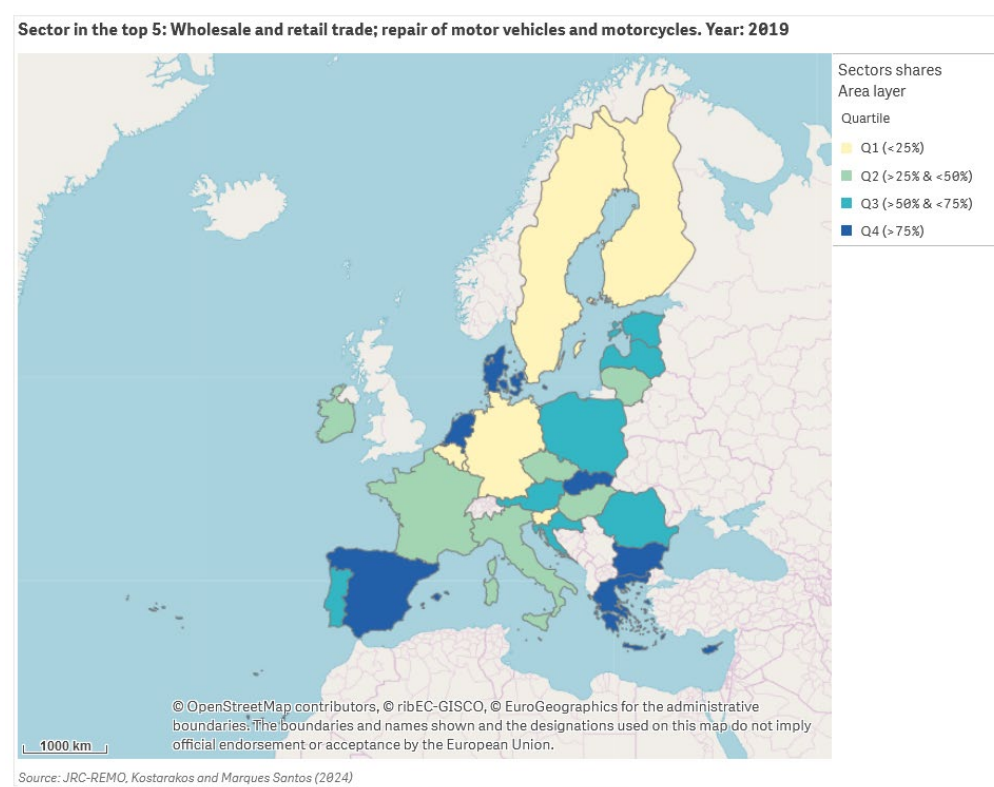 Sector in the top 5: Wholesale and retail trade; repair of motor vehicles and motorcycles. Year: 2019
Sectors shares
Area layer
Quartile
Q1 (<25%)
Q2 (>25% & <50%)
Q3 (>50% & <75%)
Q4 (>75%)
© OpenStreetMap contributors, © ribEC-GISCO, © EuroGeographics for the administrative
boundaries. The boundaries and names shown and the designations used on this map do not imply
official endorsement or acceptance by the European Union.
1000 km
Source: JRC-REMO, Kostarakos and Marques Santos (2024)